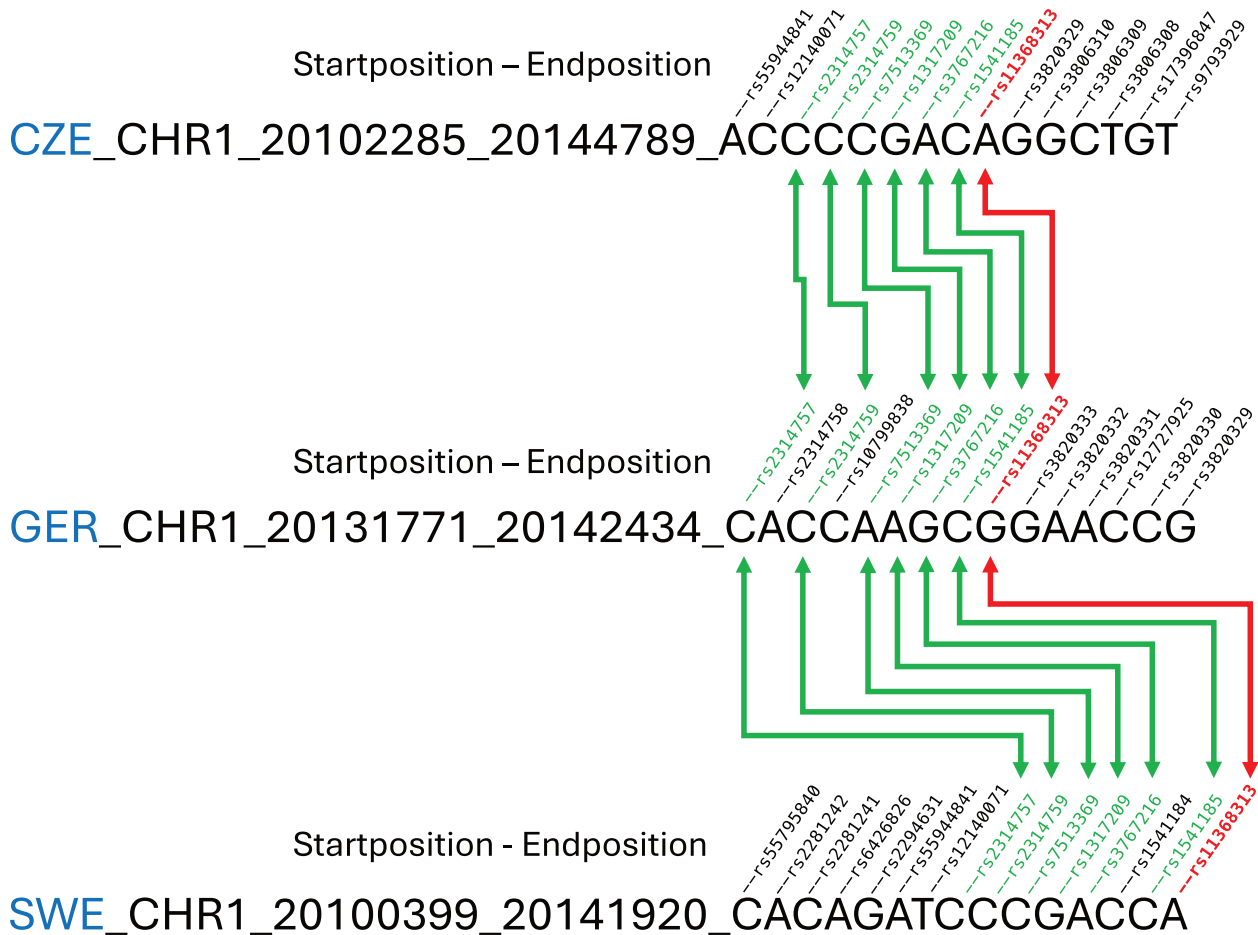 ---rs55944841
---rs12140071
---rs2314757
---rs2314759
---rs7513369
---rs1317209
---rs3767216
---rs1541185
---rs11368313
---rs3820329
---rs3806310
---rs3806309
---rs3806308
---rs17396847
---rs9793929
Startposition – Endposition
CZE_CHR1_20102285_20144789_ACCCCGACAGGCTGT
---rs2314757
---rs2314758
---rs2314759
---rs10799838
---rs7513369
---rs1317209
---rs3767216
---rs1541185
---rs11368313
---rs3820333
---rs3820332
---rs3820331
---rs12727925
---rs3820330
---rs3820329
Startposition – Endposition
GER_CHR1_20131771_20142434_CACCAAGCGGAACCG
---rs55795840
---rs2281242
---rs2281241
---rs6426826
---rs2294631
---rs55944841
---rs12140071
---rs2314757
---rs2314759
---rs7513369
---rs1317209
---rs3767216
---rs1541184
---rs1541185
---rs11368313
Startposition - Endposition
SWE_CHR1_20100399_20141920_CACAGATCCCGACCA